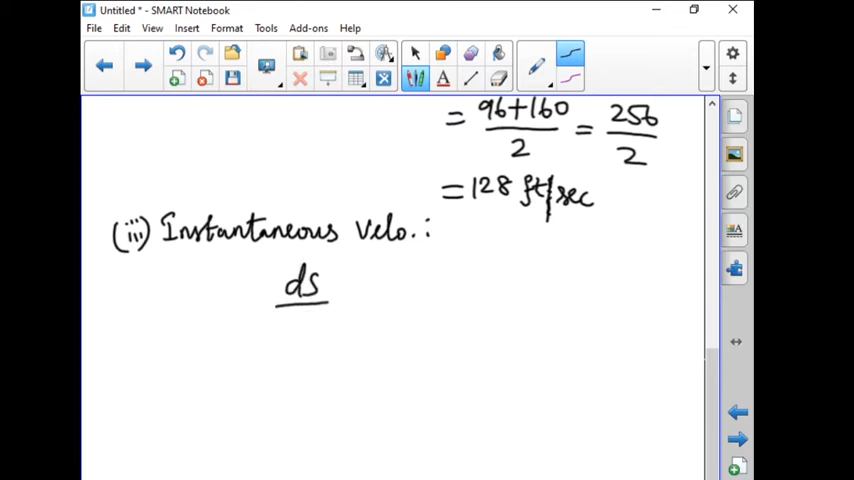 Untitled * - SMART Notebook
File Edit View Insert Format Tools Add-ons Help
= 96+160 / 2 = 256 / 2
= 128 ft/sec
(iii) Instantaneous velo. :
ds